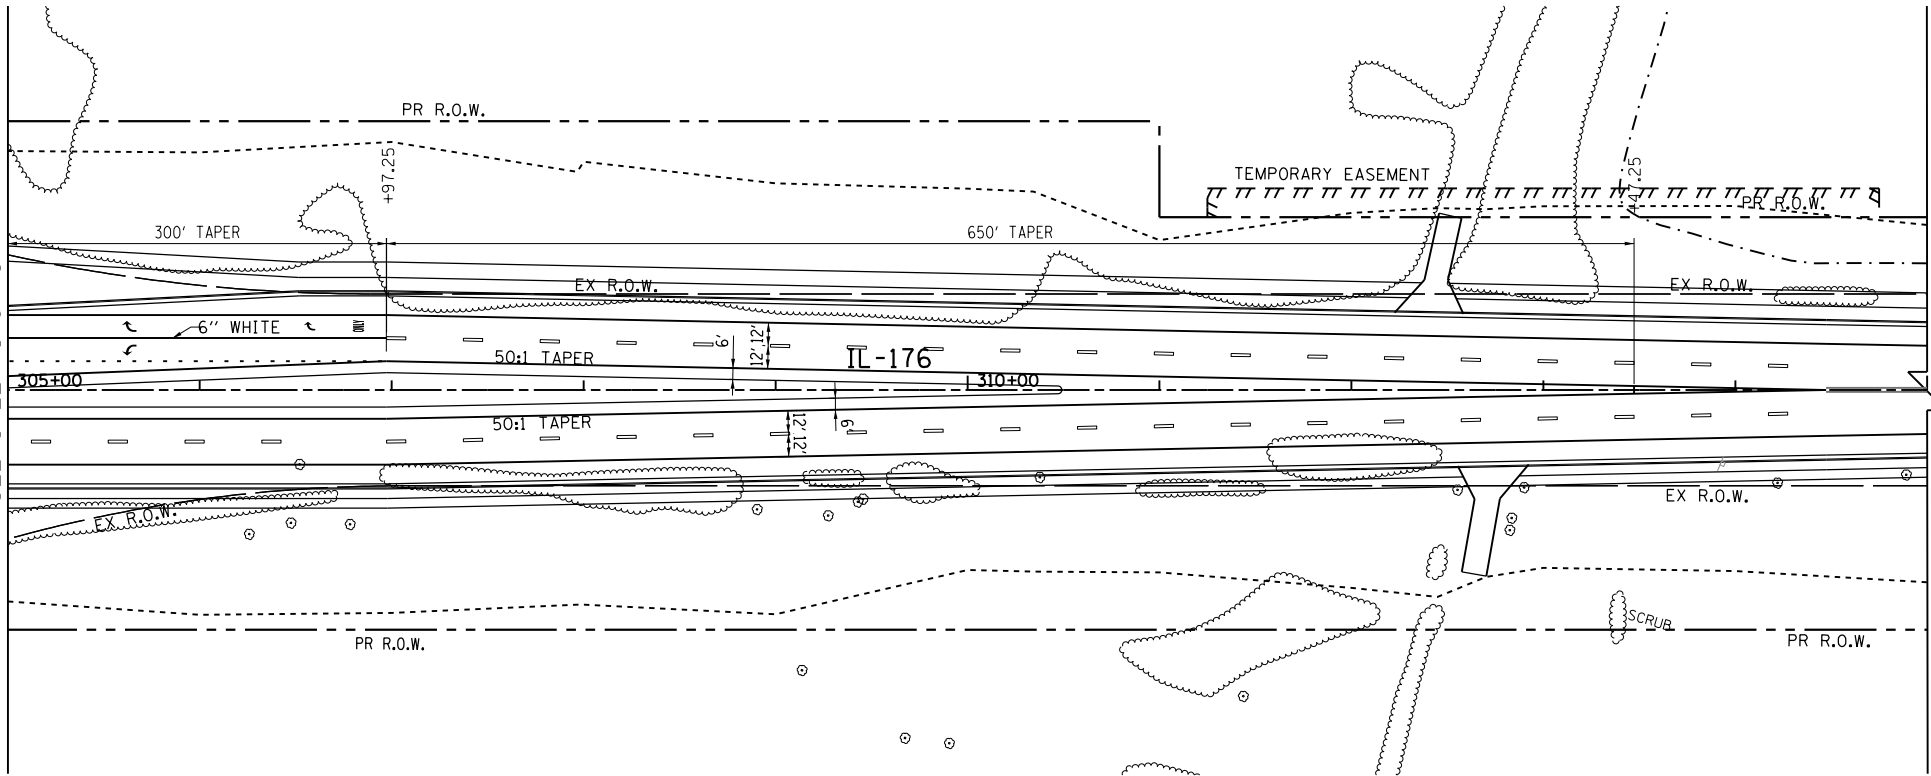 PR R.O.W.
+97.25
TEMPORARY EASEMENT
+47.25
PR R.O.W.
300' TAPER
650' TAPER
EX R.O.W.
EX R.O.W.
6'' WHITE
6'
12' 12'
50:1 TAPER
IL-176
305+00
310+00
50:1 TAPER
12' 12'
6'
EX R.O.W.
EX R.O.W.
SCRUB
PR R.O.W.
PR R.O.W.